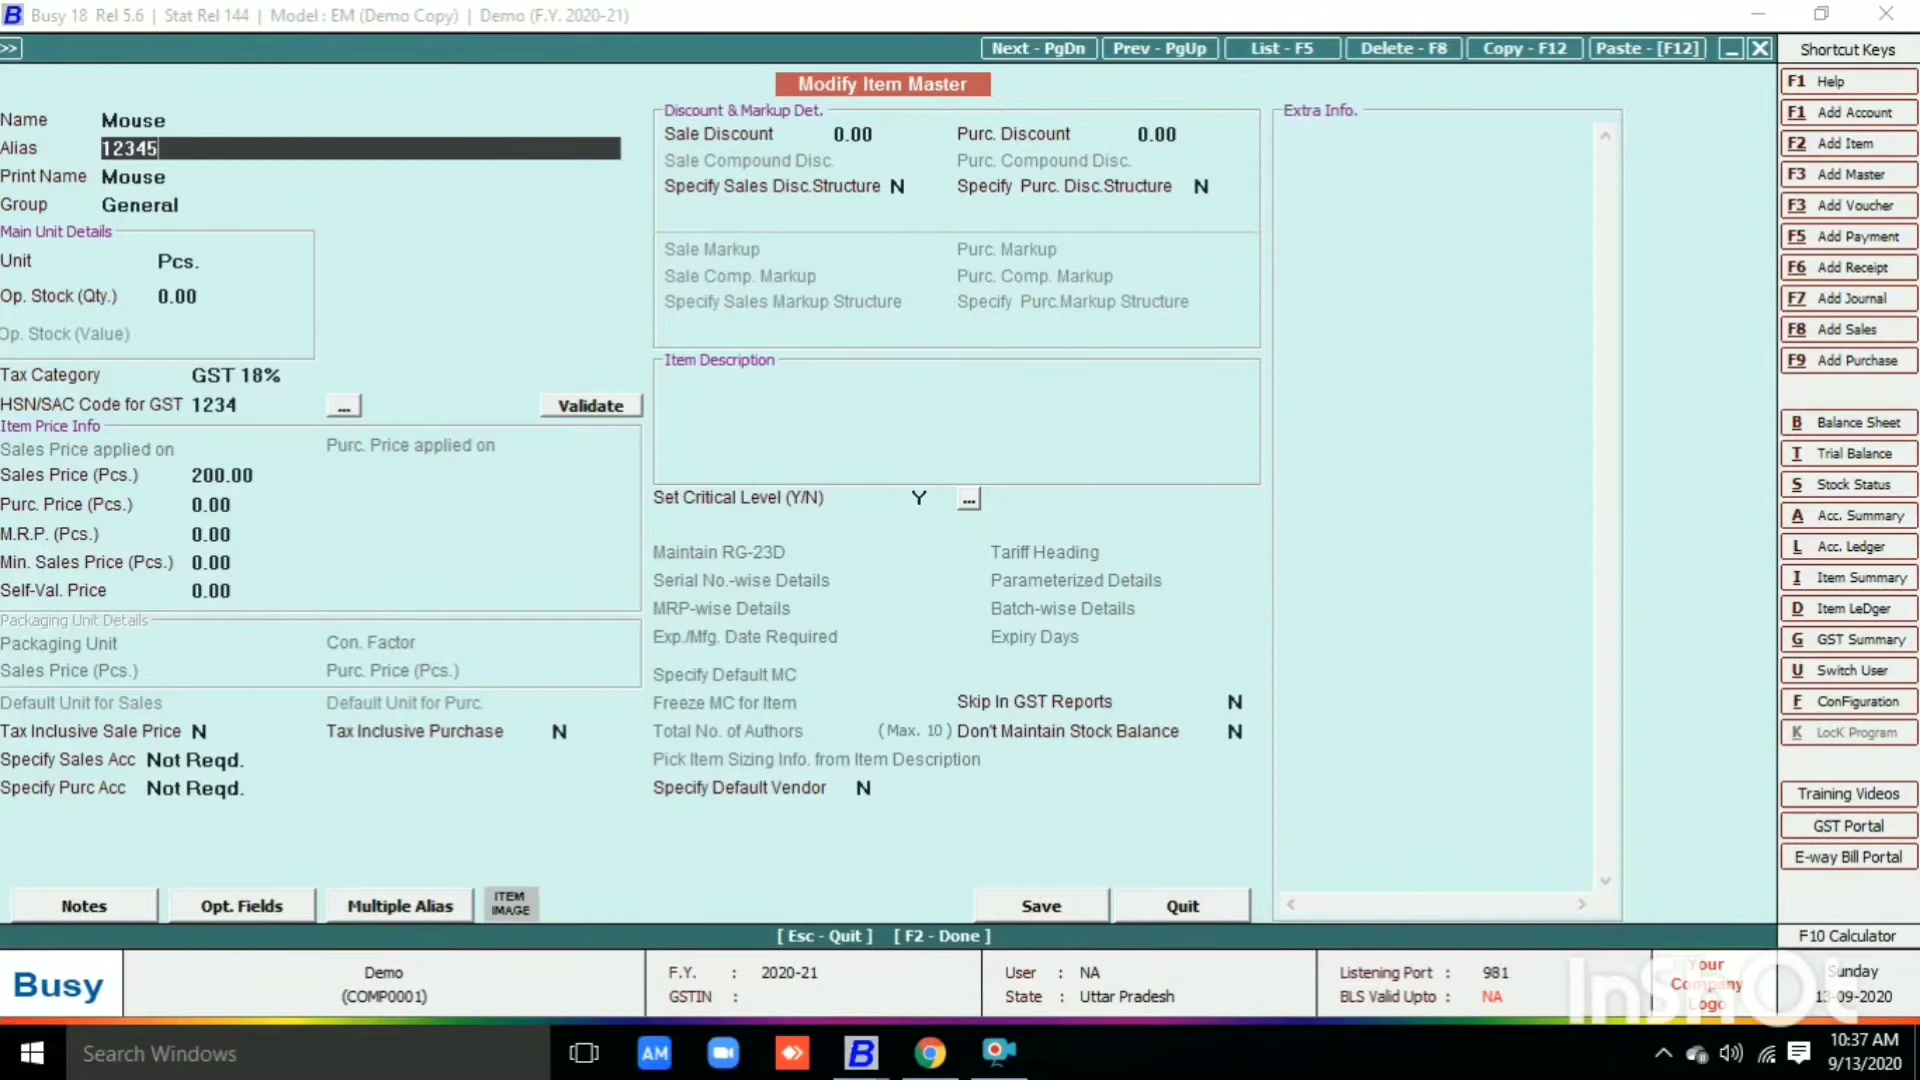 Busy 18 Rel 5.6 | Stat Rel 144 | Model : EM (Demo Copy) | Demo (F.Y. 2020-21)
>> Next - PgDn Prev - PgUp List - F5 Delete - F8 Copy - F12 Paste - [F12] Shortcut Keys
Modify Item Master
Name Mouse
Alias 12345
Print Name Mouse
Group General
Main Unit Details
Unit Pcs.
Op. Stock (Qty.) 0.00
Op. Stock (Value)
Tax Category GST 18%
HSN/SAC Code for GST 1234 ... Validate
Item Price Info
Sales Price applied on Purc. Price applied on
Sales Price (Pcs.) 200.00
Purc. Price (Pcs.) 0.00
M.R.P. (Pcs.) 0.00
Min. Sales Price (Pcs.) 0.00
Self-Val. Price 0.00
Packaging Unit Details
Packaging Unit Con. Factor
Sales Price (Pcs.) Purc. Price (Pcs.)
Default Unit for Sales Default Unit for Purc.
Tax Inclusive Sale Price N Tax Inclusive Purchase N
Specify Sales Acc Not Reqd.
Specify Purc Acc Not Reqd.
Discount & Markup Det.
Sale Discount 0.00 Purc. Discount 0.00
Sale Compound Disc. Purc. Compound Disc.
Specify Sales Disc.Structure N Specify Purc. Disc.Structure N
Sale Markup Purc. Markup
Sale Comp. Markup Purc. Comp. Markup
Specify Sales Markup Structure Specify Purc.Markup Structure
Item Description
Set Critical Level (Y/N) Y ...
Maintain RG-23D Tariff Heading
Serial No.-wise Details Parameterized Details
MRP-wise Details Batch-wise Details
Exp./Mfg. Date Required Expiry Days
Specify Default MC
Freeze MC for Item Skip In GST Reports N
Total No. of Authors (Max. 10) Don't Maintain Stock Balance N
Pick Item Sizing Info. from Item Description
Specify Default Vendor N
Extra Info.
F1 Help
F1 Add Account
F2 Add Item
F3 Add Master
F3 Add Voucher
F5 Add Payment
F6 Add Receipt
F7 Add Journal
F8 Add Sales
F9 Add Purchase
B Balance Sheet
T Trial Balance
S Stock Status
A Acc. Summary
L Acc. Ledger
I Item Summary
D Item LeDger
G GST Summary
U Switch User
F ConFiguration
K LocK Program
Training Videos
GST Portal
E-way Bill Portal
Notes Opt. Fields Multiple Alias ITEM IMAGE Save Quit
[ Esc - Quit ] [ F2 - Done ] F10 Calculator
Busy
Demo
(COMP0001)
F.Y. : 2020-21
GSTIN :
User : NA
State : Uttar Pradesh
Listening Port : 981
BLS Valid Upto : NA
Your
Company
Logo
Sunday
13-09-2020
InShOt
Search Windows AM
10:37 AM
9/13/2020